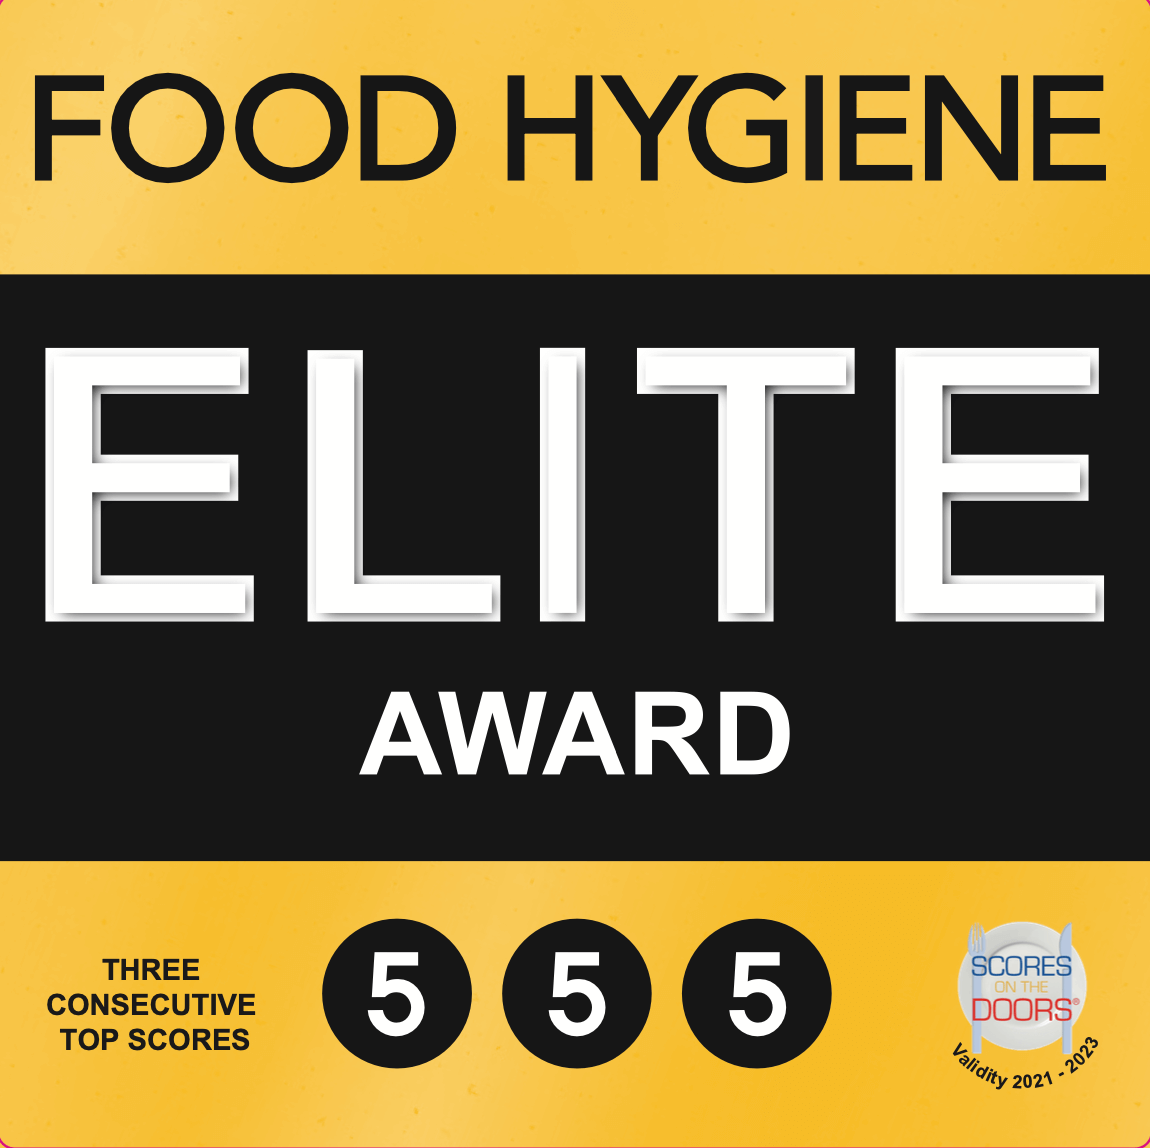 FOOD HYGIENE
ELITE
AWARD
THREE
CONSECUTIVE
TOP SCORES
5 5 5
SCORES
ON THE
DOORS®
Validity 2021 - 2023